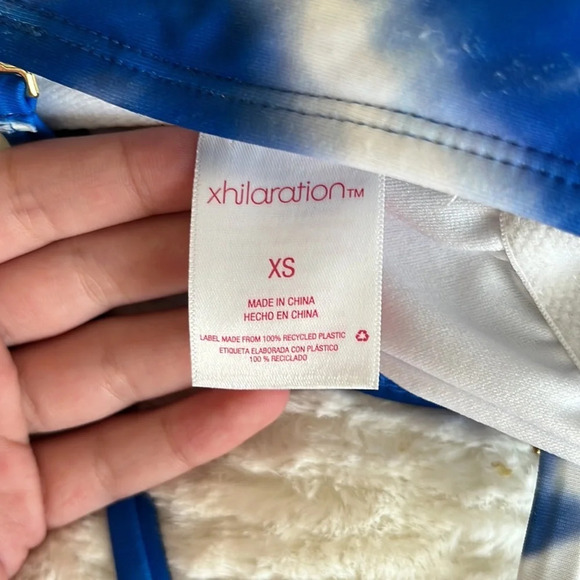 xhilaration™
XS
MADE IN CHINA
HECHO EN CHINA
LABEL MADE FROM 100% RECYCLED PLASTIC
ETIQUETA ELABORADA CON PLÁSTICO
100 % RECICLADO